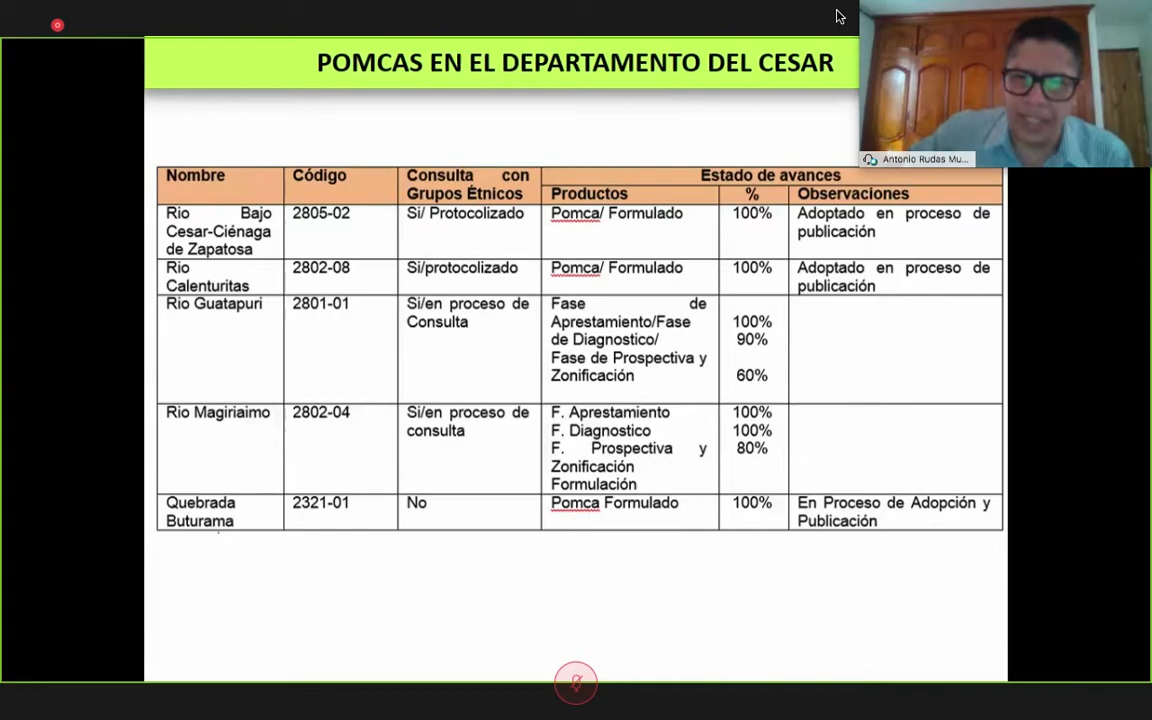 POMCAS EN EL DEPARTAMENTO DEL CESAR
Antonio Rudas Mu...
Nombre
Código
Consulta con
Grupos Étnicos
Estado de avances
Productos
%
Observaciones
Rio Bajo
Cesar-Ciénaga
de Zapatosa
2805-02
Si/ Protocolizado
Pomca/ Formulado
100%
Adoptado en proceso de
publicación
Rio
Calenturitas
2802-08
Si/protocolizado
Pomca/ Formulado
100%
Adoptado en proceso de
publicación
Rio Guatapuri
2801-01
Si/en proceso de
Consulta
Fase de
Aprestamiento/Fase
de Diagnostico/
Fase de Prospectiva y
Zonificación
100%
90%
60%
Rio Magiriaimo
2802-04
Si/en proceso de
consulta
F. Aprestamiento
F. Diagnostico
F. Prospectiva y
Zonificación
Formulación
100%
100%
80%
Quebrada
Buturama
2321-01
No
Pomca Formulado
100%
En Proceso de Adopción y
Publicación